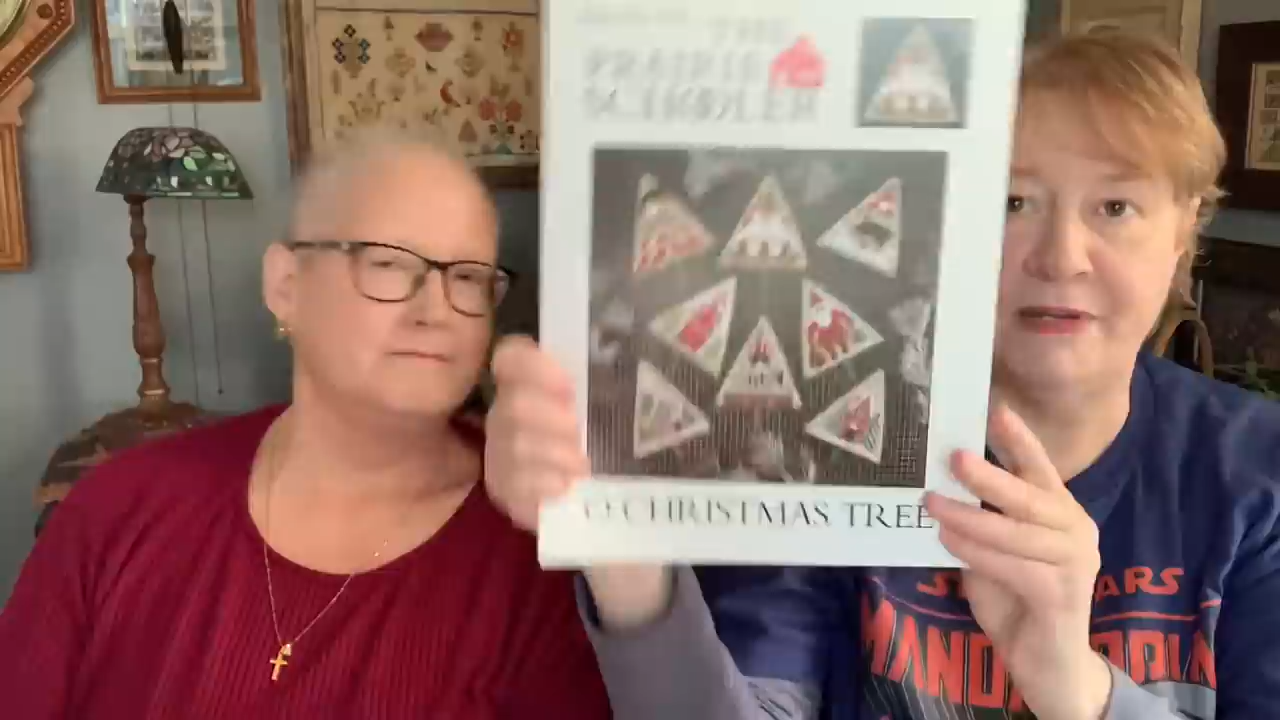 THE
PRAIRIE
SCHOOLER
O CHRISTMAS TREE
STAR WARS
MANDALORIAN